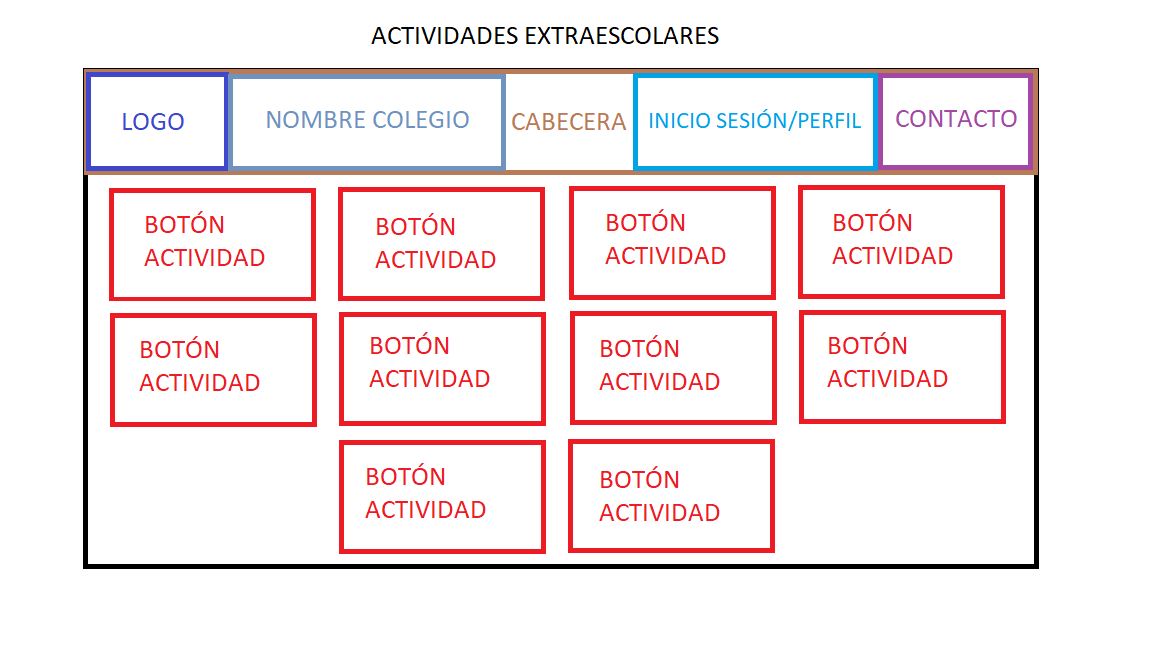 ACTIVIDADES EXTRAESCOLARES
LOGO
NOMBRE COLEGIO
CABECERA
INICIO SESIÓN/PERFIL
CONTACTO
BOTÓN
ACTIVIDAD
BOTÓN
ACTIVIDAD
BOTÓN
ACTIVIDAD
BOTÓN
ACTIVIDAD
BOTÓN
ACTIVIDAD
BOTÓN
ACTIVIDAD
BOTÓN
ACTIVIDAD
BOTÓN
ACTIVIDAD
BOTÓN
ACTIVIDAD
BOTÓN
ACTIVIDAD